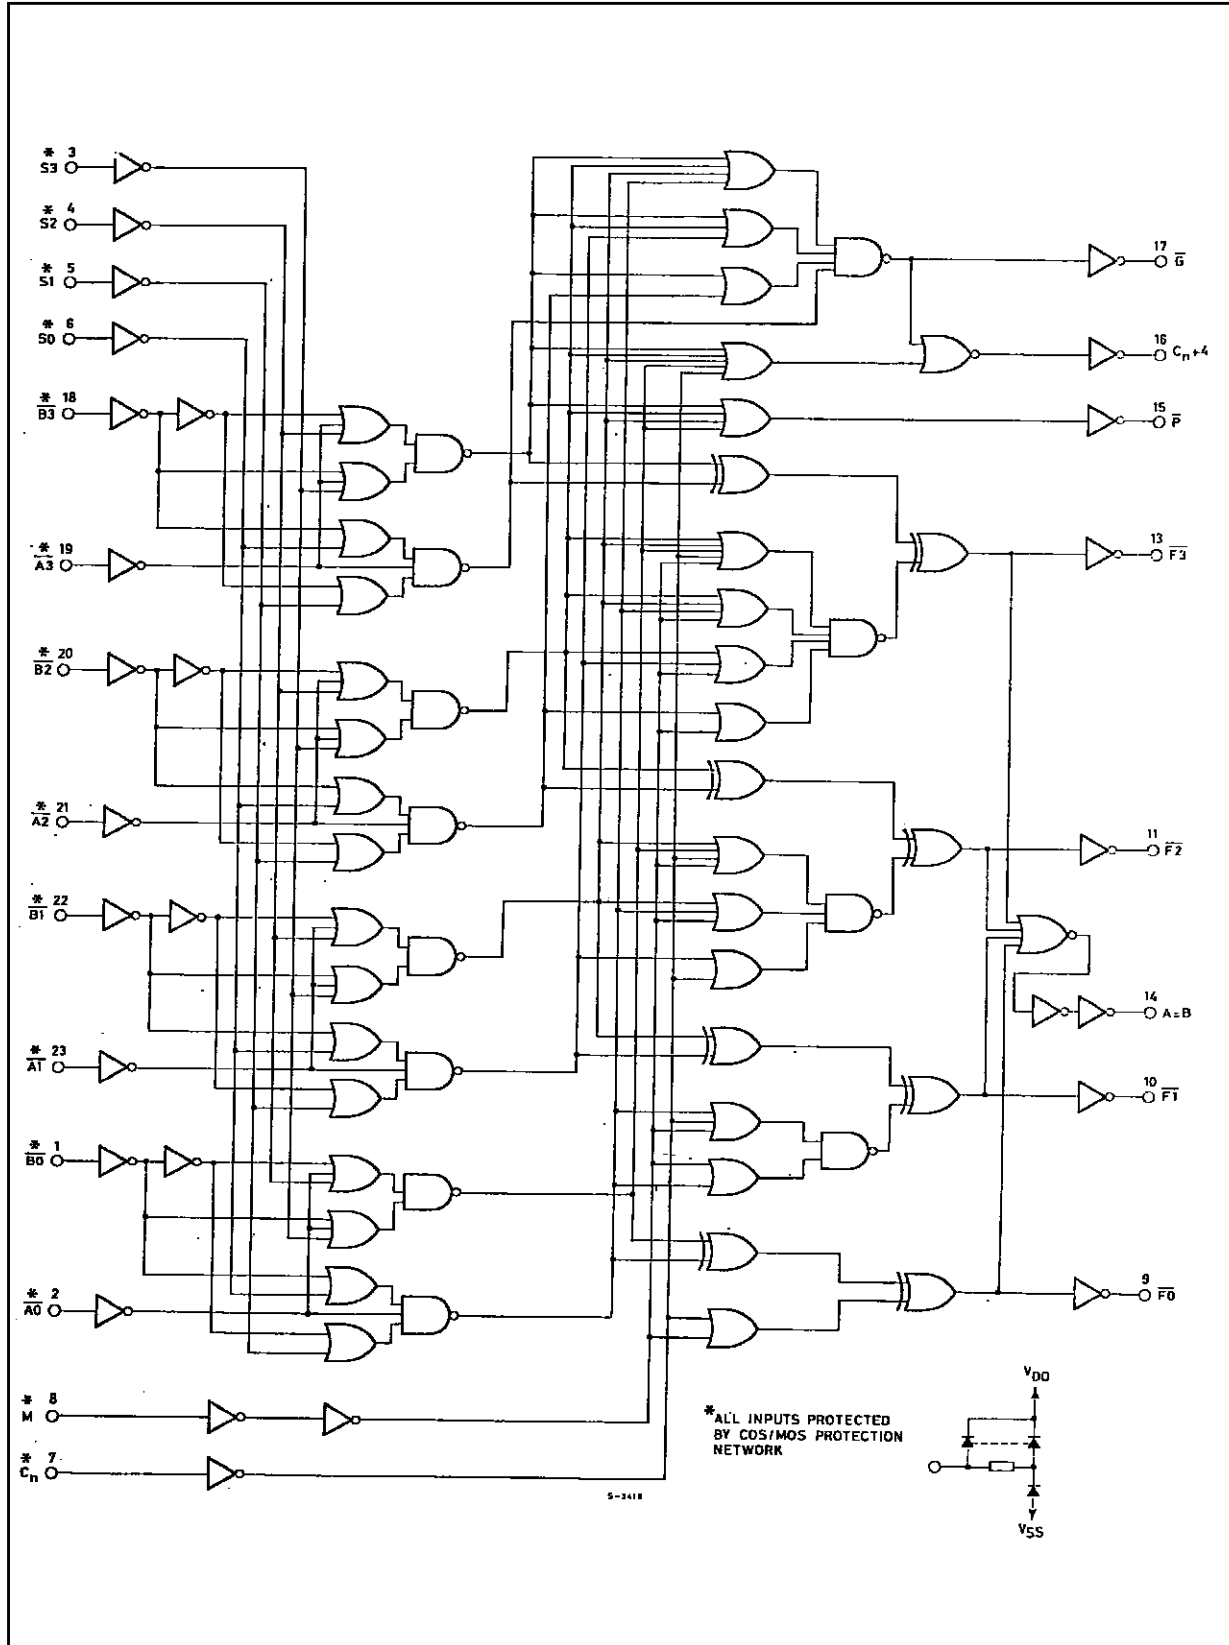 * 3
S3
* 4
S2
* 5
S1
* 6
S0
* 18
B3
* 19
A3
* 20
B2
* 21
A2
* 22
B1
* 23
A1
* 1
B0
* 2
A0
* 8
M
* 7
Cn
17
G
16
Cn+4
15
P
13
F3
11
F2
14
A=B
10
F1
9
F0
* ALL INPUTS PROTECTED
BY COS/MOS PROTECTION
NETWORK
VDD
VSS
S-3418